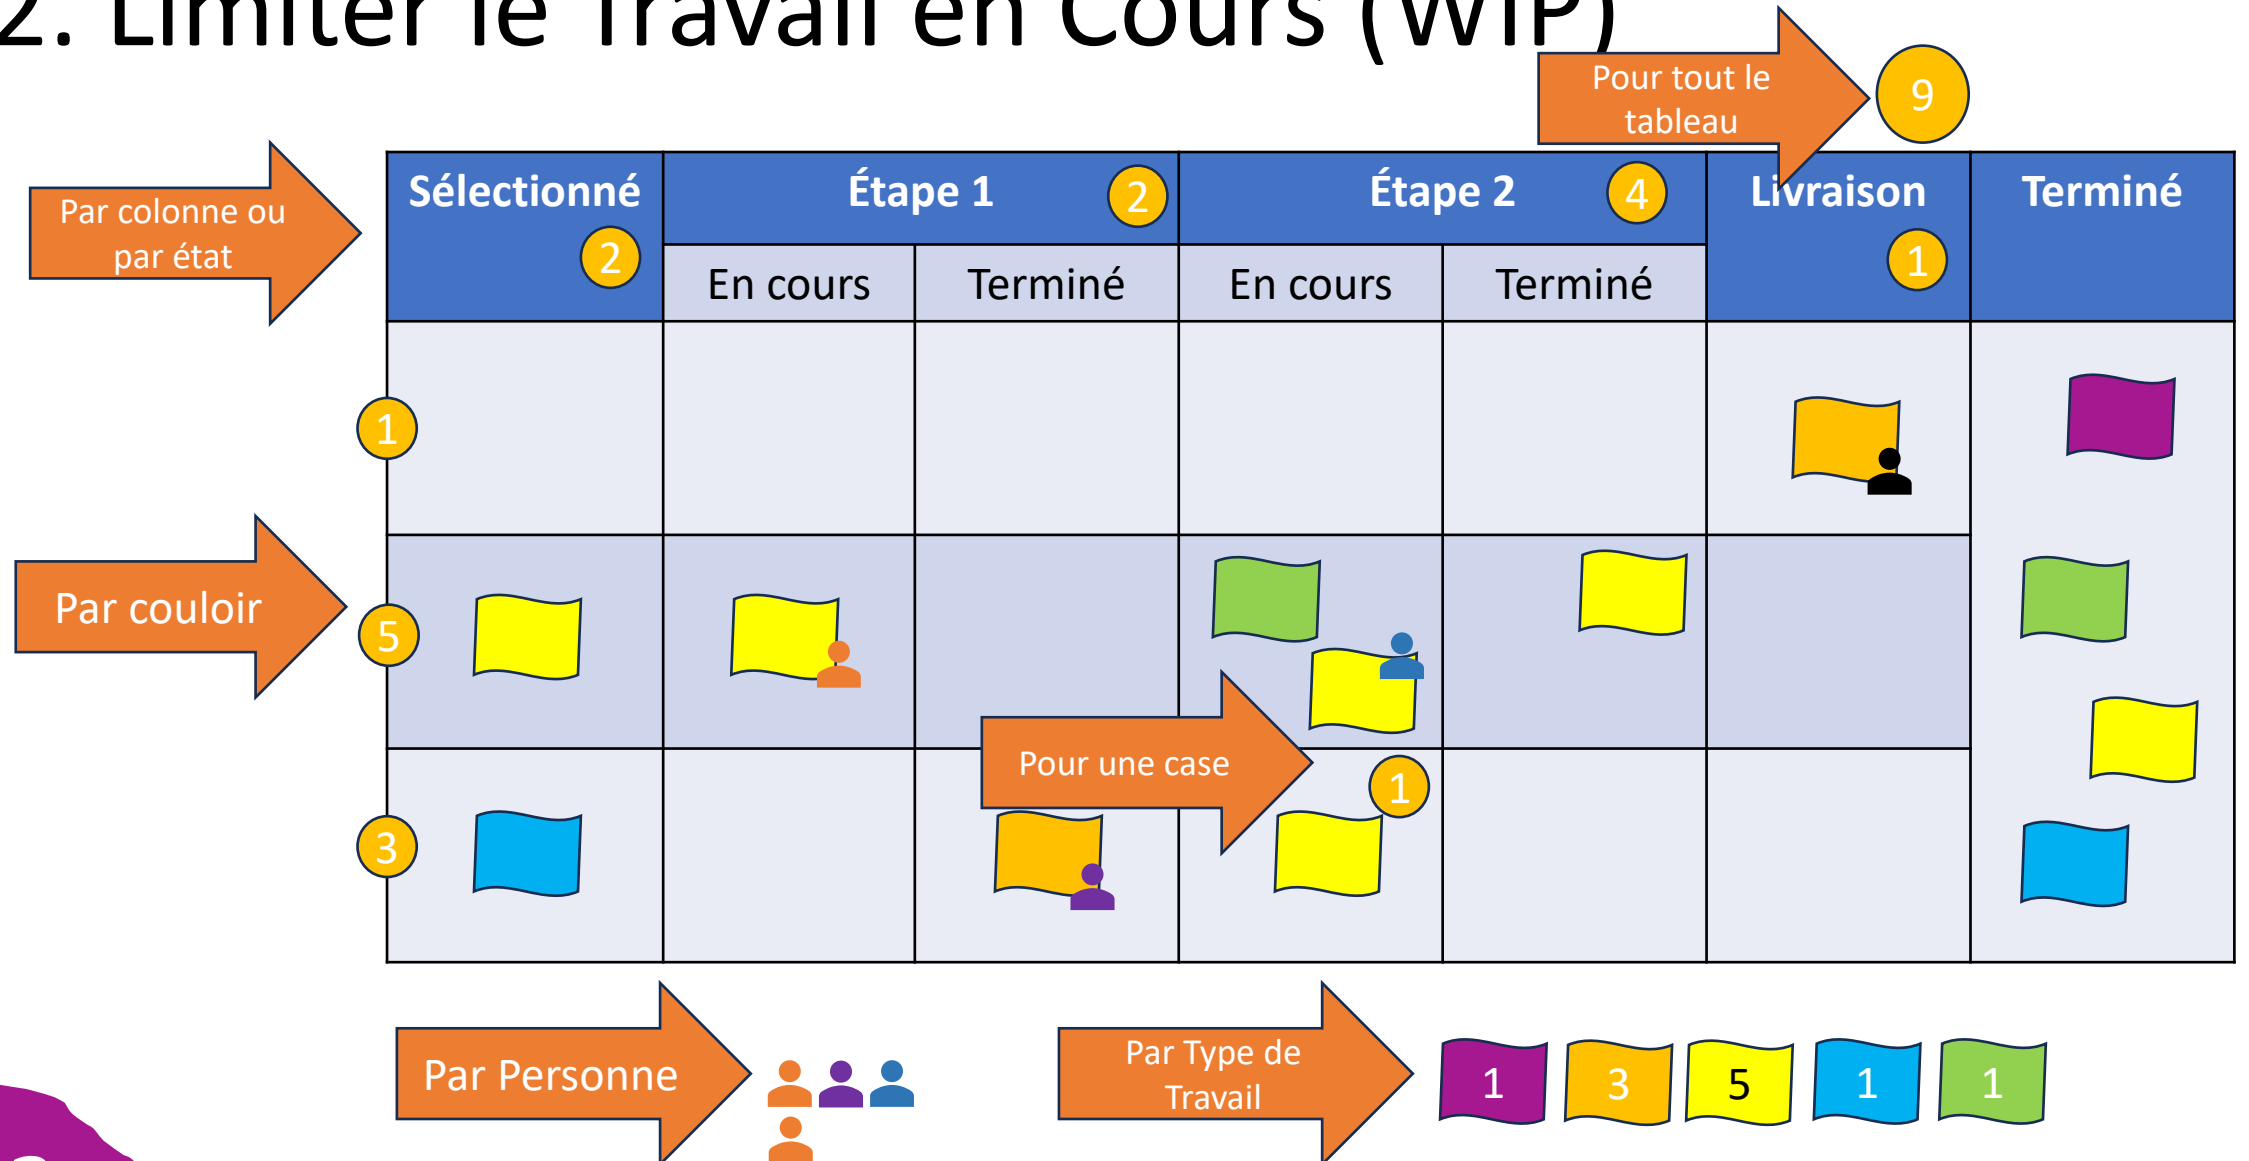 2. Limiter le Travail en Cours (WIP)
Pour tout le
tableau
9
Par colonne ou
par état
Sélectionné
2
Étape 1
2
Étape 2
4
Livraison
1
Terminé
En cours
Terminé
En cours
Terminé
1
Par couloir
5
Pour une case
1
3
Par Personne
Par Type de
Travail
1
3
5
1
1